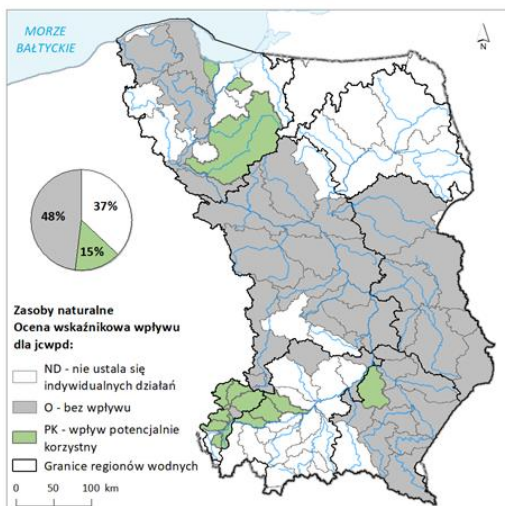 MORZE
BAŁTYCKIE
N
48%
37%
15%
Zasoby naturalne
Ocena wskaźnikowa wpływu
dla jcwpd:
ND - nie ustala się
indywidualnych działań
O - bez wpływu
PK - wpływ potencjalnie
korzystny
Granice regionów wodnych
0 50 100 km